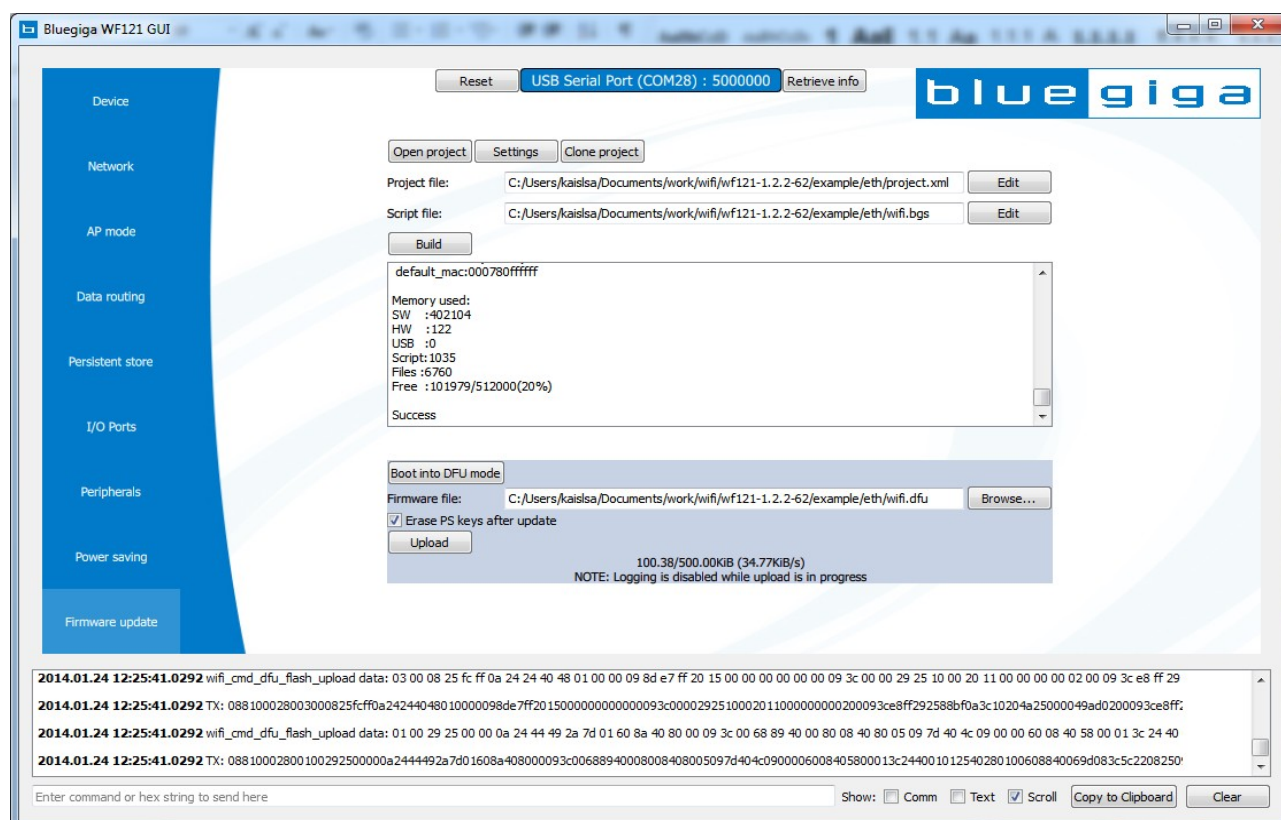 Bluegiga WF121 GUI
Reset USB Serial Port (COM28) : 5000000 Retrieve info
bluegiga
Device
Network
AP mode
Data routing
Persistent store
I/O Ports
Peripherals
Power saving
Firmware update
Open project Settings Clone project
Project file: C:/Users/kaislsa/Documents/work/wifi/wf121-1.2.2-62/example/eth/project.xml Edit
Script file: C:/Users/kaislsa/Documents/work/wifi/wf121-1.2.2-62/example/eth/wifi.bgs Edit
Build
default_mac:000780ffffff
Memory used:
SW :402104
HW :122
USB :0
Script:1035
Files :6760
Free :101979/512000(20%)
Success
Boot into DFU mode
Firmware file: C:/Users/kaislsa/Documents/work/wifi/wf121-1.2.2-62/example/eth/wifi.dfu Browse...
Erase PS keys after update
Upload
100.38/500.00KiB (34.77KiB/s)
NOTE: Logging is disabled while upload is in progress
2014.01.24 12:25:41.0292 wifi_cmd_dfu_flash_upload data: 03 00 08 25 fc ff 0a 24 24 40 48 01 00 00 09 8d e7 ff 20 15 00 00 00 00 00 00 09 3c 00 00 29 25 10 00 20 11 00 00 00 00 02 00 09 3c e8 ff 29
2014.01.24 12:25:41.0292 TX: 088100028003000825fcff0a242440480100000 98de7ff2015000000000000093c0000292510002011000000000200093ce8ff292588bf0a3c10204a25000049ad0200093ce8ff2
2014.01.24 12:25:41.0292 wifi_cmd_dfu_flash_upload data: 01 00 29 25 00 00 0a 24 44 49 2a 7d 01 60 8a 40 80 00 09 3c 00 68 89 40 00 80 08 40 80 05 09 7d 40 4c 09 00 00 60 08 40 58 00 01 3c 24 40
2014.01.24 12:25:41.0292 TX: 08810002800100292500000a2444492a7d01608a408000093c00688940008008408005097d404c090000600840580001 3c244001012540280100608840069d083c5c22082509
Enter command or hex string to send here Show: Comm Text Scroll Copy to Clipboard Clear